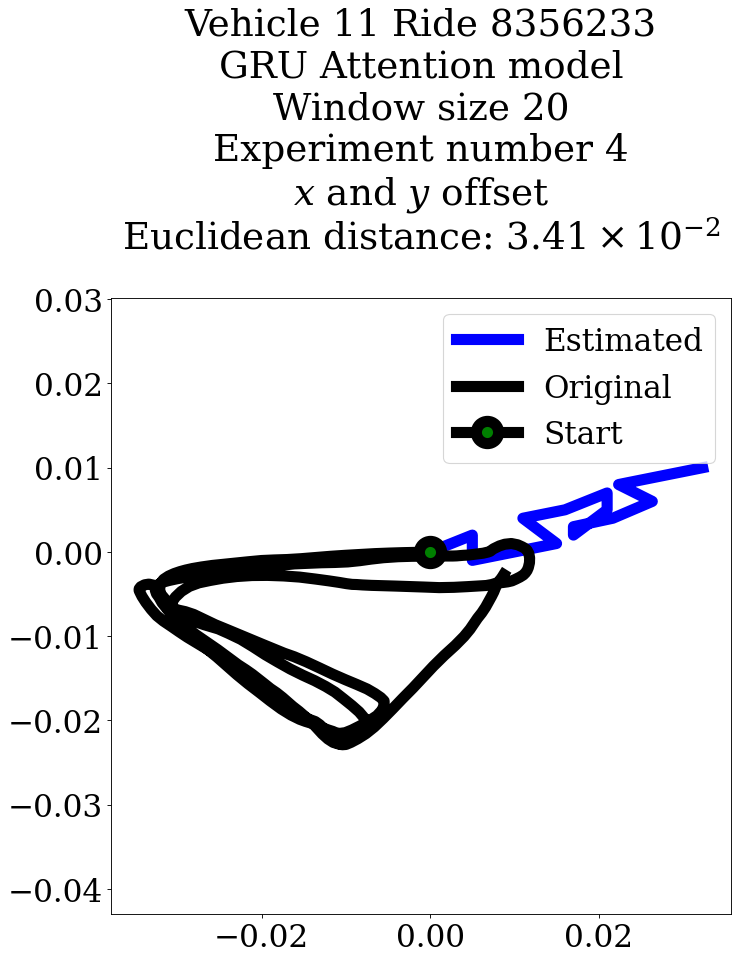 Vehicle 11 Ride 8356233
GRU Attention model
Window size 20
Experiment number 4
x and y offset
Euclidean distance: 3.41 × 10⁻²
0.03
Estimated
0.02
Original
Start
0.01
0.00
−0.01
−0.02
−0.03
−0.04
−0.02 0.00 0.02